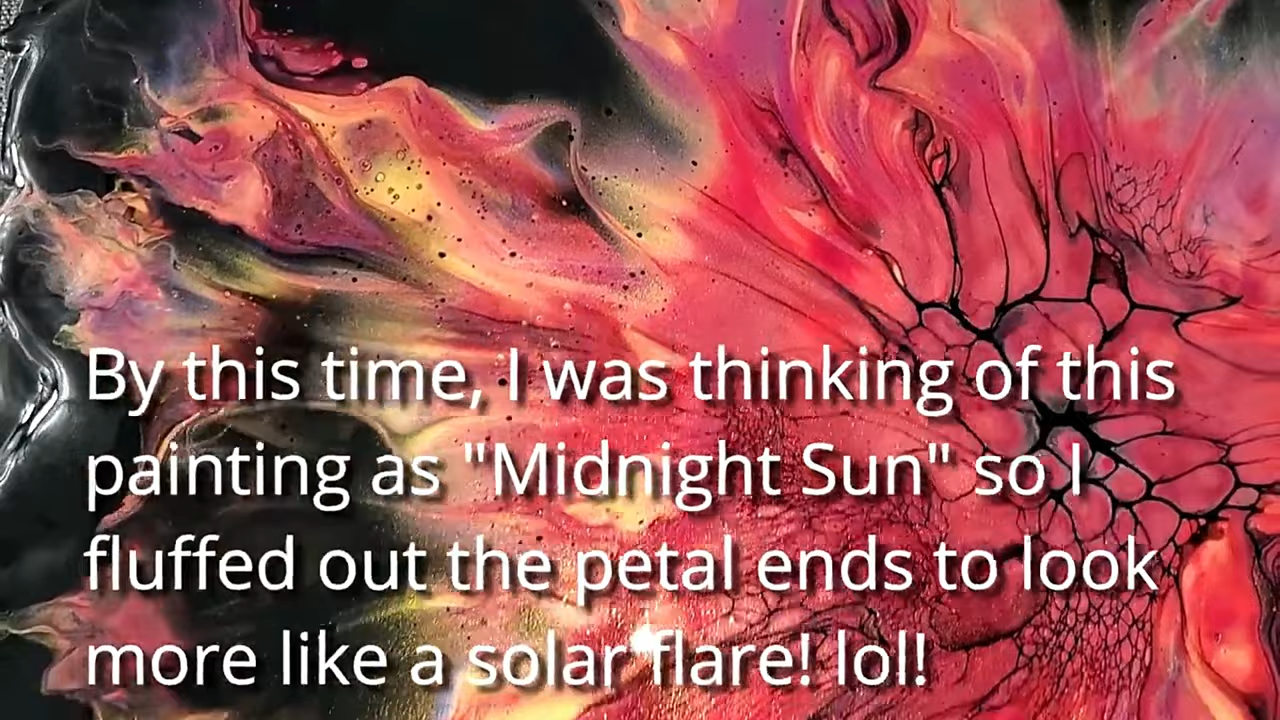 By this time, I was thinking of this
painting as "Midnight Sun" so I
fluffed out the petal ends to look
more like a solar flare! lol!